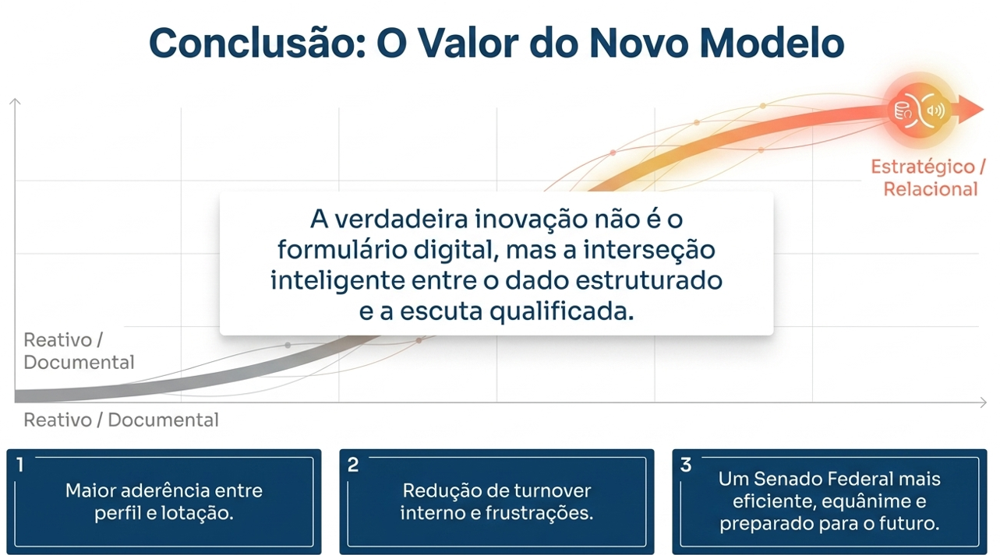 Conclusão: O Valor do Novo Modelo
Estratégico /
Relacional
A verdadeira inovação não é o
formulário digital, mas a interseção
inteligente entre o dado estruturado
e a escuta qualificada.
Reativo /
Documental
Reativo / Documental
1
Maior aderência entre
perfil e lotação.
2
Redução de turnover
interno e frustrações.
3
Um Senado Federal mais
eficiente, equânime e
preparado para o futuro.